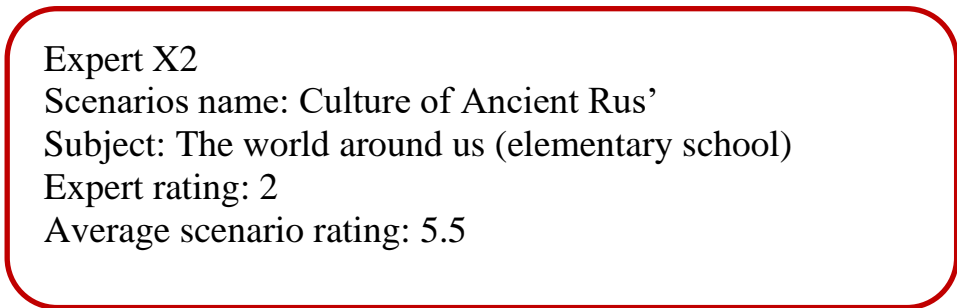 Expert X2
Scenarios name: Culture of Ancient Rus’
Subject: The world around us (elementary school)
Expert rating: 2
Average scenario rating: 5.5